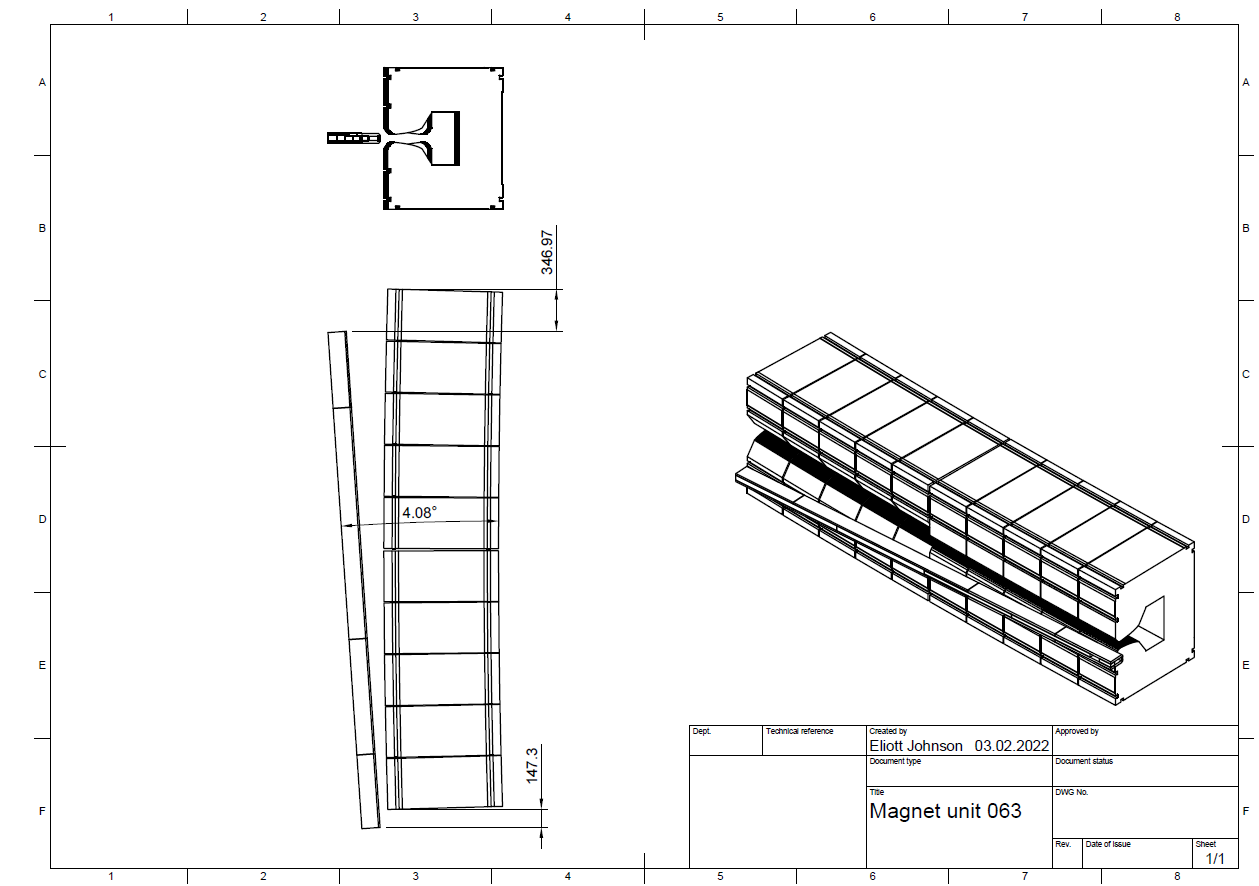 1 2 3 4 5 6 7 8
A A
346.97
B B
C C
4.08°
D D
E E
147.3
Dept. Technical reference Created by Approved by
Eliott Johnson 03.02.2022
Document type Document status
Title DWG No.
Magnet unit 063
F F
Rev. Date of issue Sheet
1/1
1 2 3 4 5 6 7 8